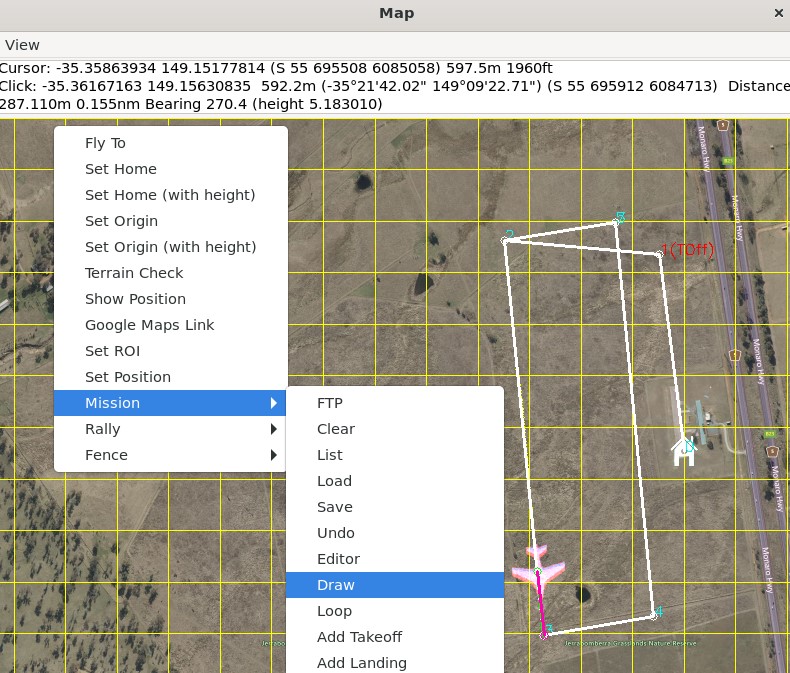 Map
View
Cursor: -35.35863934 149.15177814 (S 55 695508 6085058) 597.5m 1960ft
Click: -35.36167163 149.15630835  592.2m (-35°21'42.02" 149°09'22.71") (S 55 695912 6084713)  Distance
287.110m 0.155nm Bearing 270.4 (height 5.183010)
Fly To
Set Home
Set Home (with height)
Set Origin
Set Origin (with height)
Terrain Check
Show Position
Google Maps Link
Set ROI
Set Position
Mission
Rally
Fence
FTP
Clear
List
Load
Save
Undo
Editor
Draw
Loop
Add Takeoff
Add Landing
2
1(TOff)
3
4
Monaro Hwy
Monaro Hwy
Monaro Hwy
Monaro Hwy
Monaro Hwy
Jerrabomberra Grasslands Nature Reserve